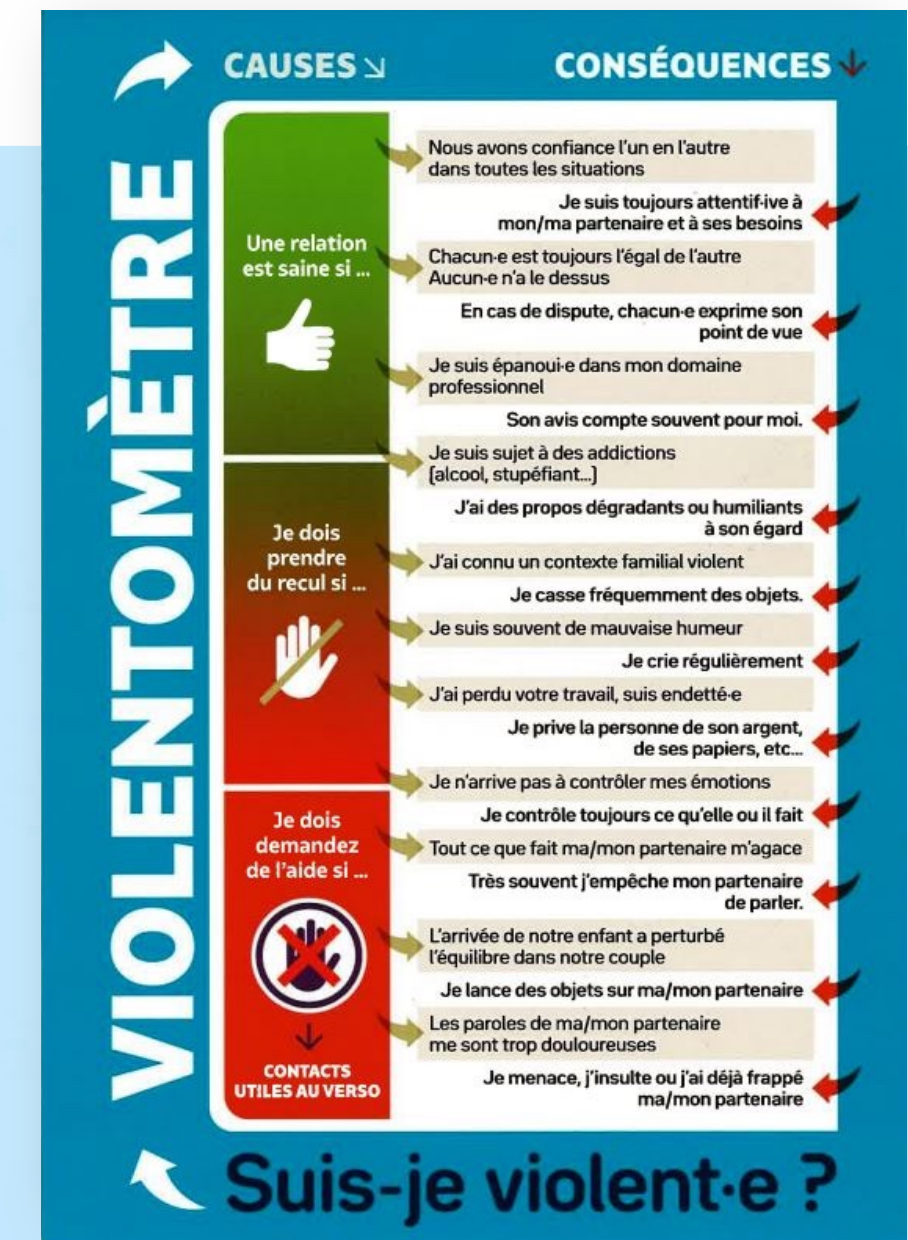 VIOLENTOMÈTRE
CAUSES
CONSÉQUENCES
Une relation
est saine si ...
Nous avons confiance l'un en l'autre
dans toutes les situations
Je suis toujours attentif·ive à
mon/ma partenaire et à ses besoins
Chacun·e est toujours l'égal de l'autre
Aucun·e n'a le dessus
En cas de dispute, chacun·e exprime son
point de vue
Je suis épanoui·e dans mon domaine
professionnel
Son avis compte souvent pour moi.
Je suis sujet à des addictions
(alcool, stupéfiant...)
Je dois
prendre
du recul si ...
J'ai des propos dégradants ou humiliants
à son égard
J'ai connu un contexte familial violent
Je casse fréquemment des objets.
Je suis souvent de mauvaise humeur
Je crie régulièrement
J'ai perdu votre travail, suis endetté·e
Je prive la personne de son argent,
de ses papiers, etc...
Je n'arrive pas à contrôler mes émotions
Je dois
demandez
de l'aide si ...
Je contrôle toujours ce qu'elle ou il fait
Tout ce que fait ma/mon partenaire m'agace
Très souvent j'empêche mon partenaire
de parler.
L'arrivée de notre enfant a perturbé
l'équilibre dans notre couple
Je lance des objets sur ma/mon partenaire
Les paroles de ma/mon partenaire
me sont trop douloureuses
Je menace, j'insulte ou j'ai déjà frappé
ma/mon partenaire
CONTACTS
UTILES AU VERSO
Suis-je violent·e ?